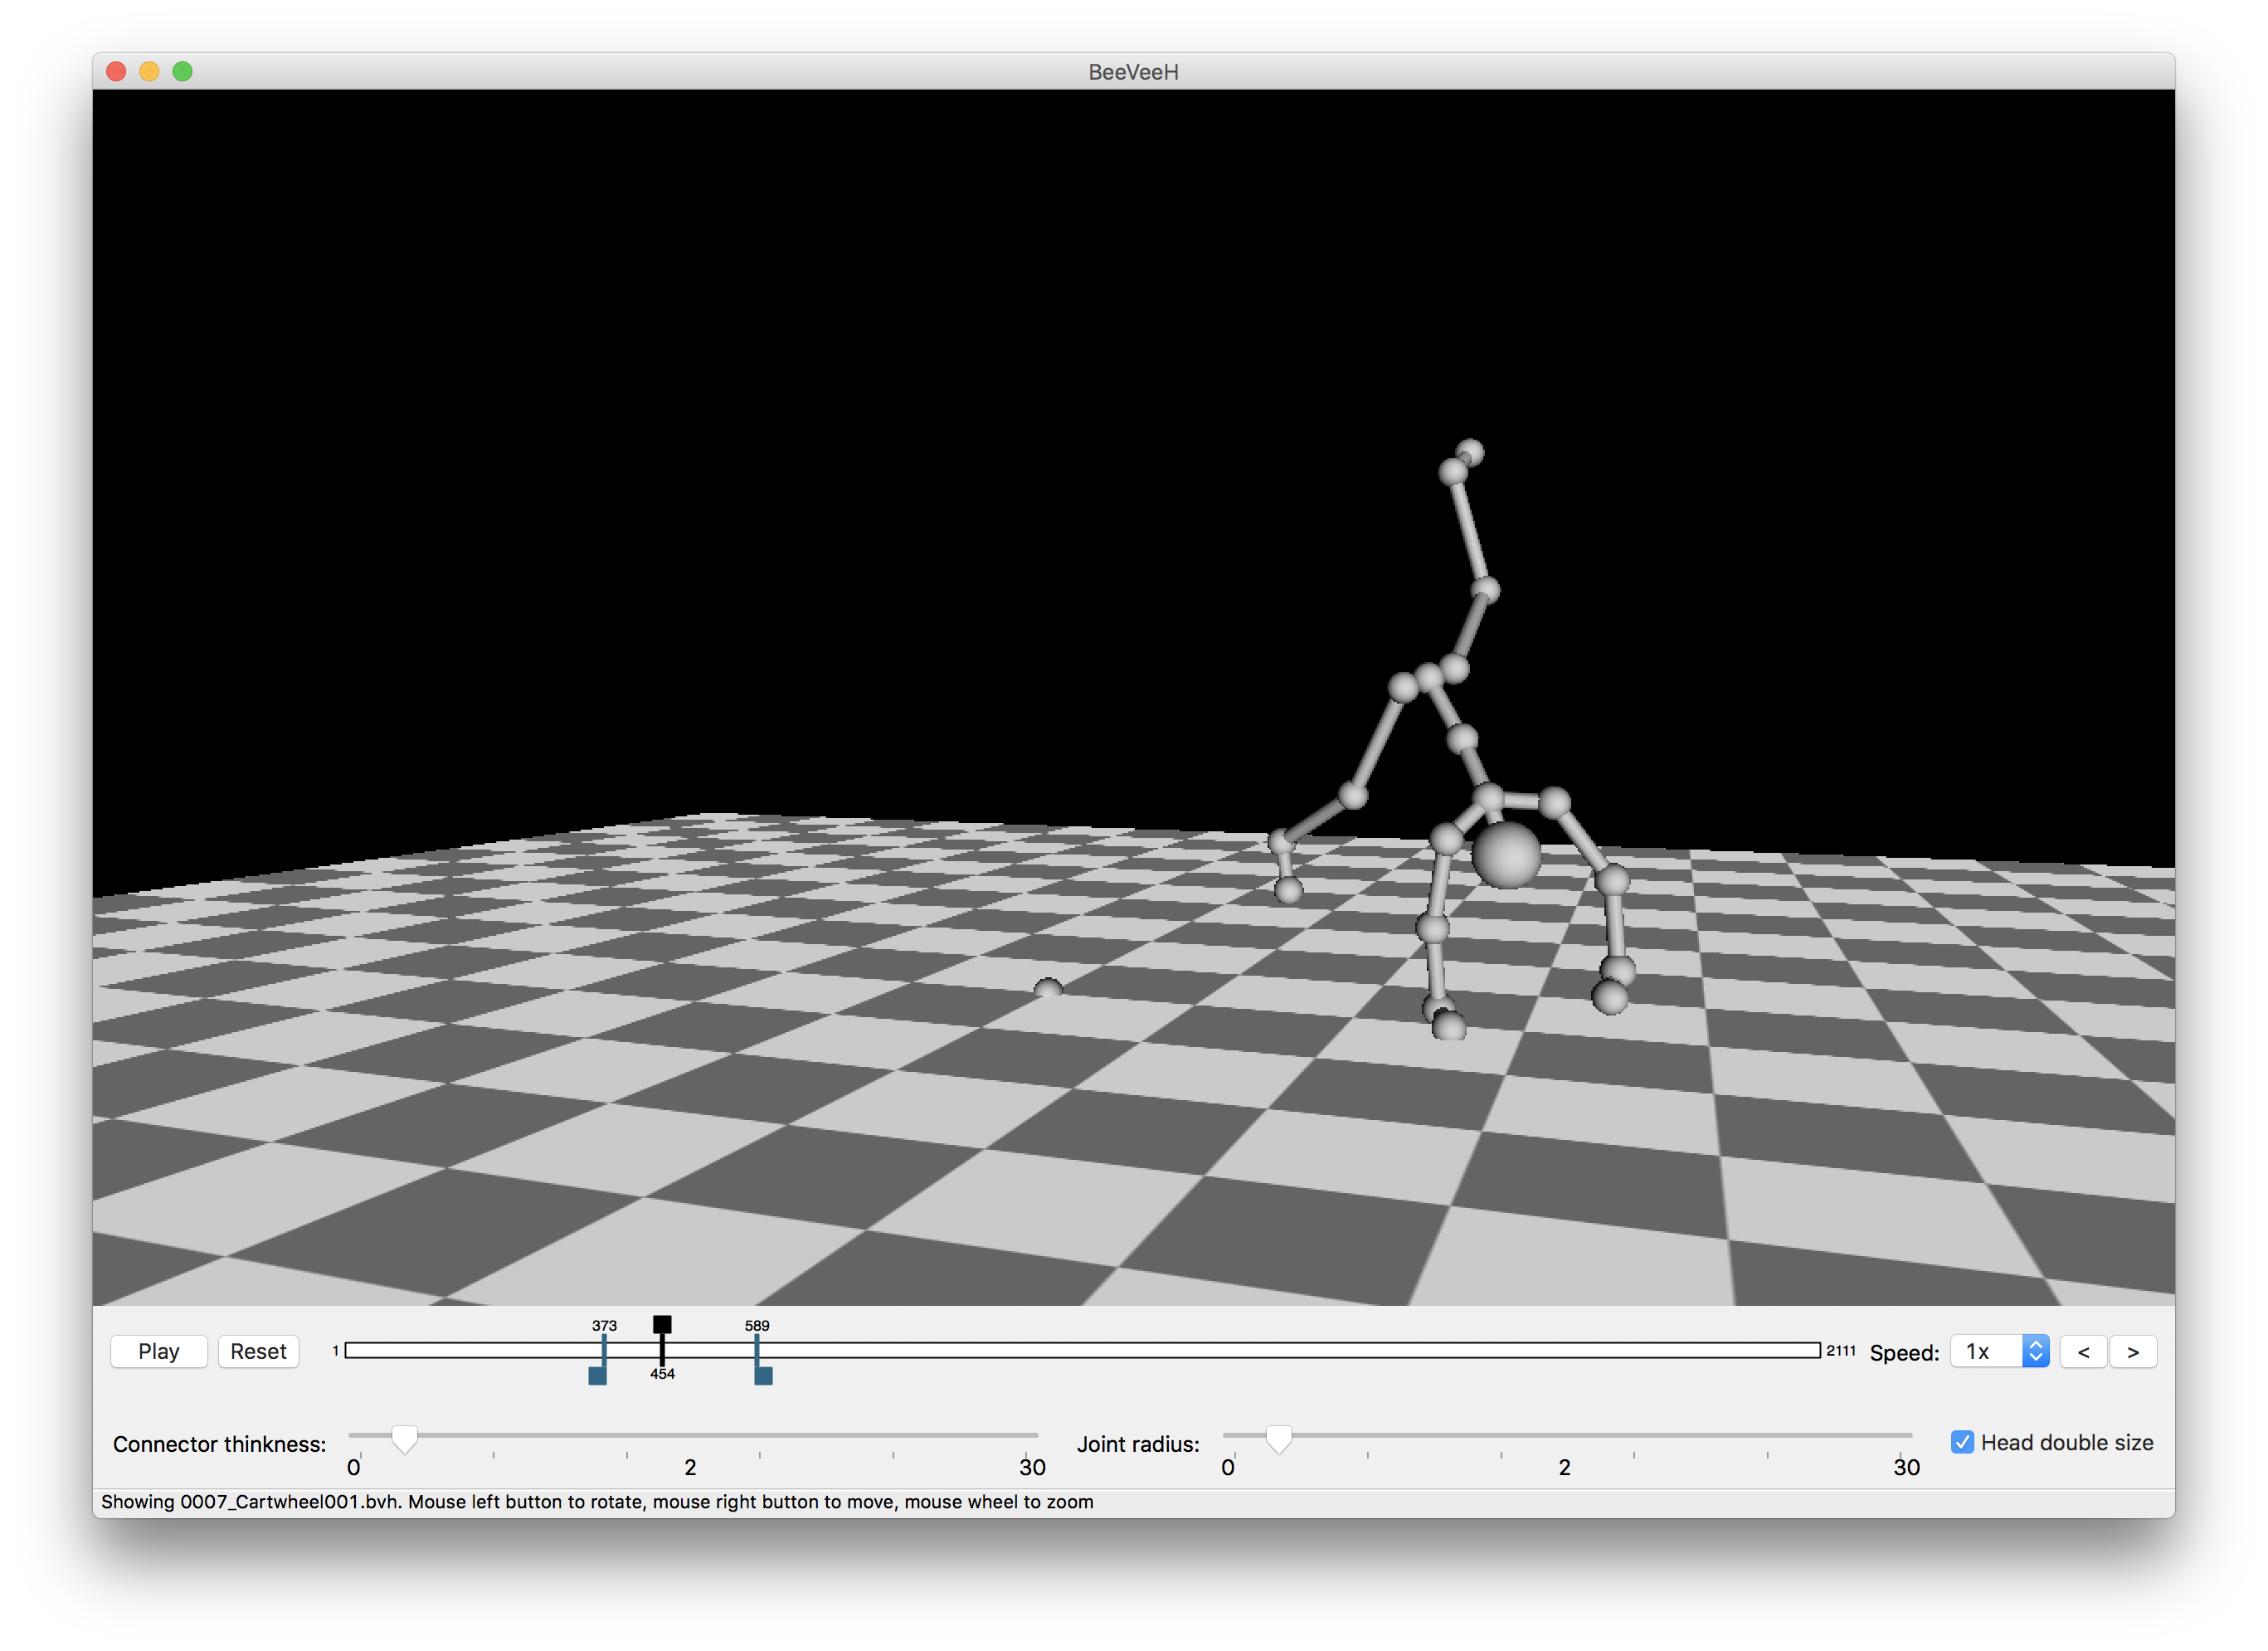 BeeVeeH
373 589
Play Reset 1 2111 Speed: 1x < >
454
Connector thinkness: Joint radius: Head double size
0 2 30 0 2 30
Showing 0007_Cartwheel001.bvh. Mouse left button to rotate, mouse right button to move, mouse wheel to zoom